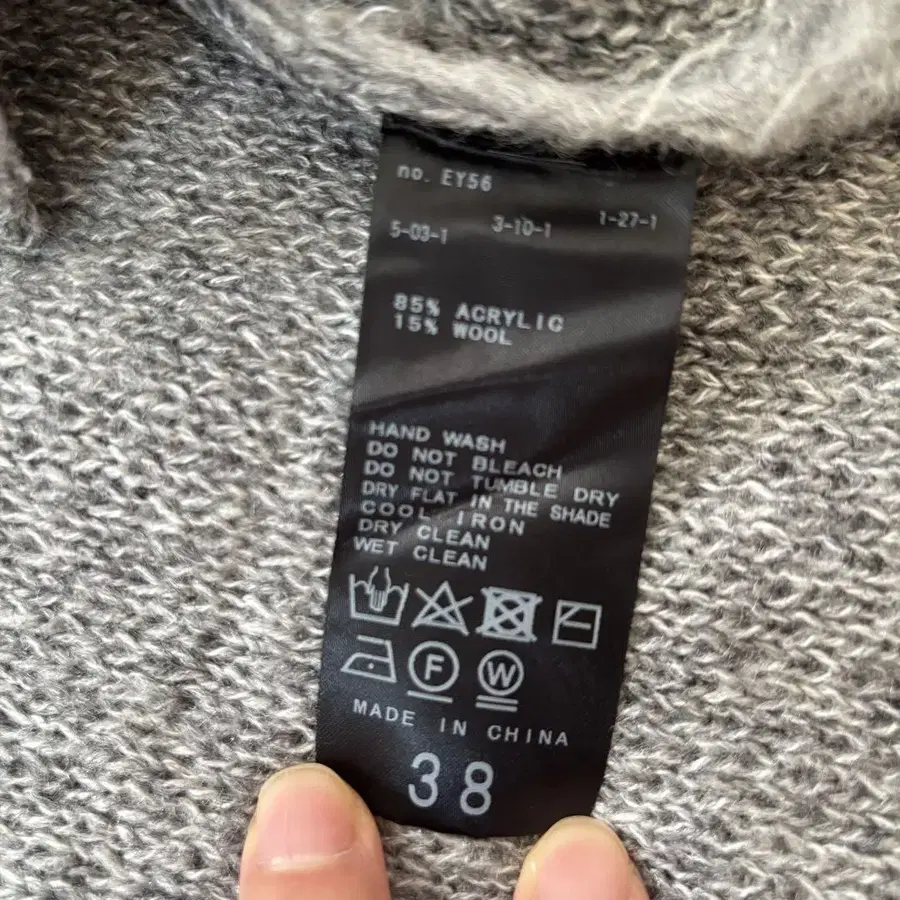 no. EY56
5-03-1 3-10-1 1-27-1
85% ACRYLIC
15% WOOL
HAND WASH
DO NOT BLEACH
DO NOT TUMBLE DRY
DRY FLAT IN THE SHADE
COOL IRON
DRY CLEAN
WET CLEAN
F W
MADE IN CHINA
38